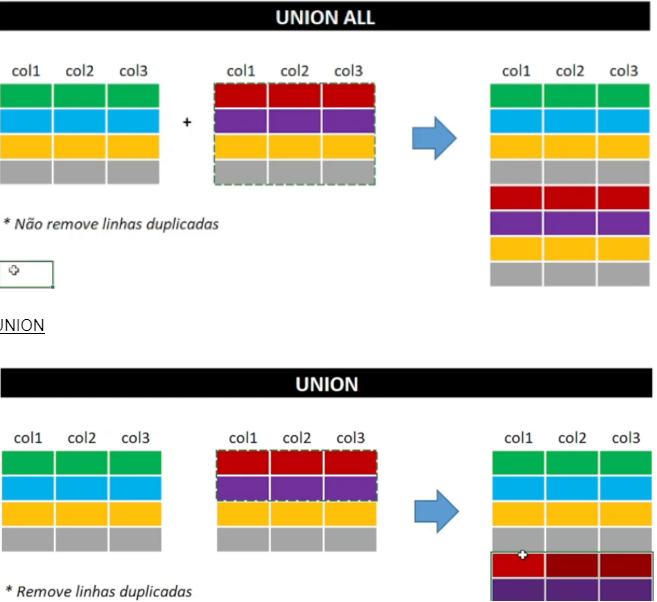 UNION ALL
col1 col2 col3 col1 col2 col3 col1 col2 col3
+
* Não remove linhas duplicadas
UNION
UNION
col1 col2 col3 col1 col2 col3 col1 col2 col3
* Remove linhas duplicadas